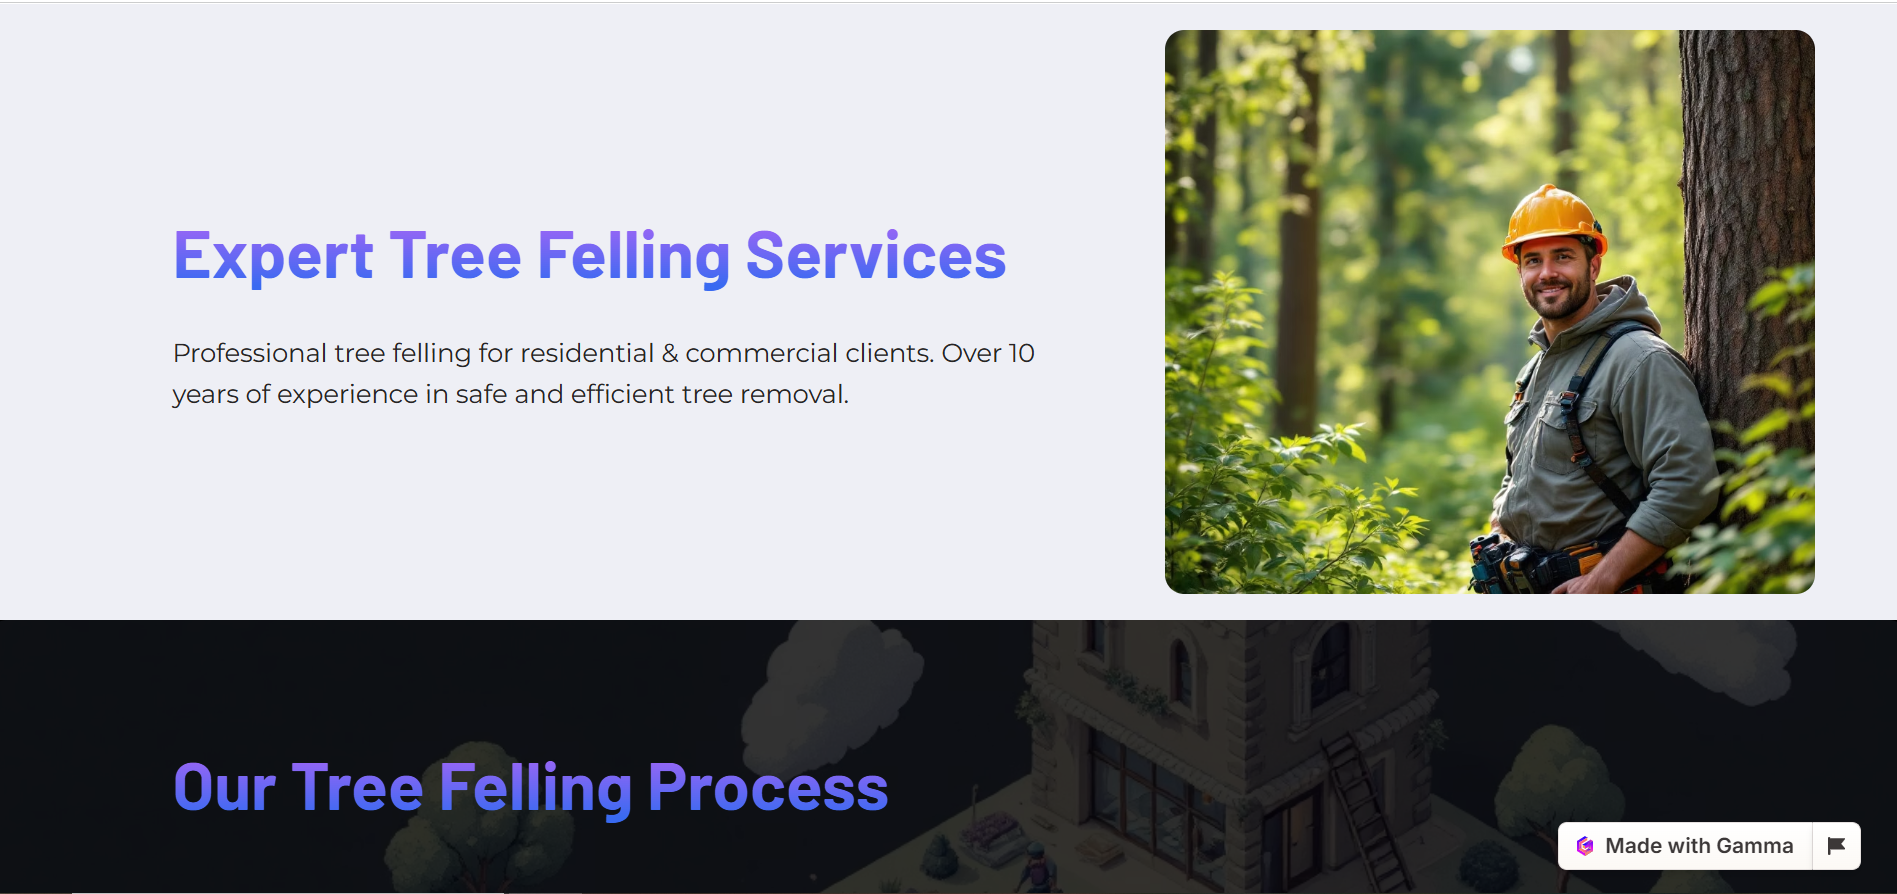 Expert Tree Felling Services
Professional tree felling for residential & commercial clients. Over 10
years of experience in safe and efficient tree removal.
Our Tree Felling Process
Made with Gamma